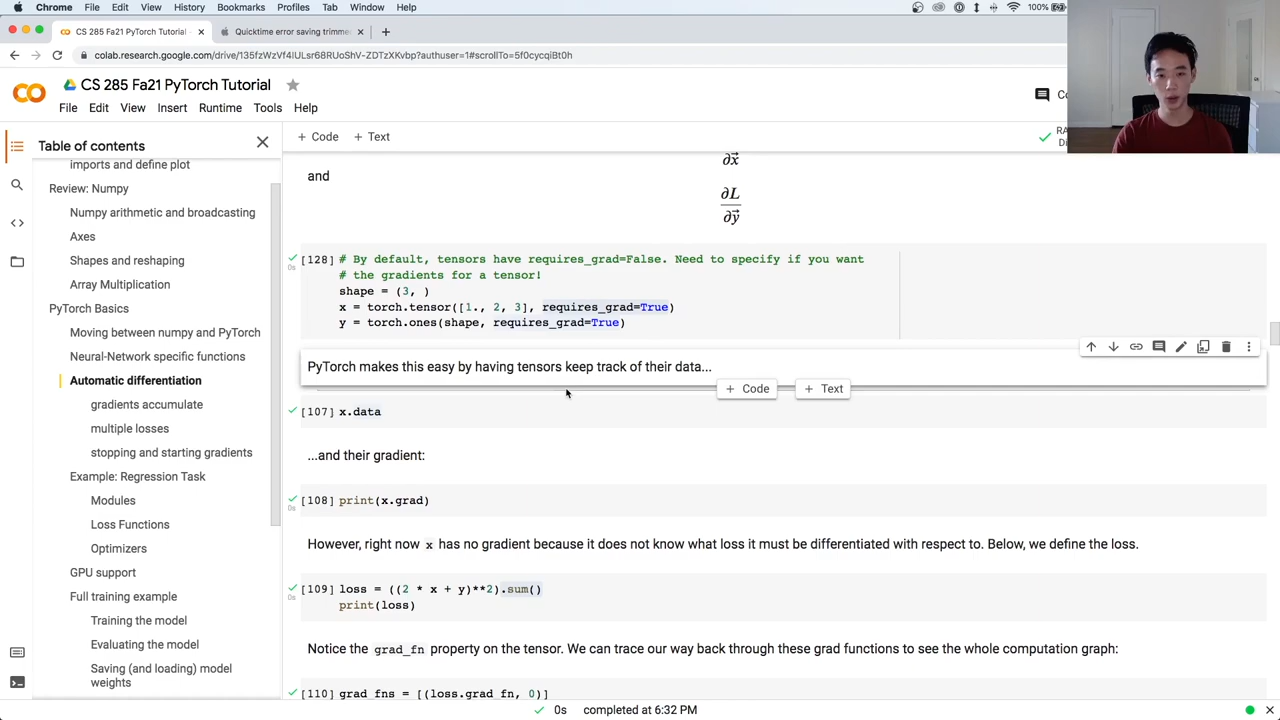 Chrome File Edit View History Bookmarks Profiles Tab Window Help 100%
CS 285 Fa21 PyTorch Tutorial
Quicktime error saving trimme
colab.research.google.com/drive/135fzWzVf4lULsr68RUoShV-ZDTzXKvbp?authuser=1#scrollTo=5f0cycqiBt0h
CS 285 Fa21 PyTorch Tutorial
File Edit View Insert Runtime Tools Help
+ Code + Text
Table of contents
imports and define plot
Review: Numpy
Numpy arithmetic and broadcasting
Axes
Shapes and reshaping
Array Multiplication
PyTorch Basics
Moving between numpy and PyTorch
Neural-Network specific functions
Automatic differentiation
gradients accumulate
multiple losses
stopping and starting gradients
Example: Regression Task
Modules
Loss Functions
Optimizers
GPU support
Full training example
Training the model
Evaluating the model
Saving (and loading) model
weights
∂x⃗
and
∂L
∂y⃗
[128] # By default, tensors have requires_grad=False. Need to specify if you want
# the gradients for a tensor!
shape = (3, )
x = torch.tensor([1., 2, 3], requires_grad=True)
y = torch.ones(shape, requires_grad=True)
0s
PyTorch makes this easy by having tensors keep track of their data...
+ Code + Text
[107] x.data
...and their gradient:
[108] print(x.grad)
0s
However, right now x has no gradient because it does not know what loss it must be differentiated with respect to. Below, we define the loss.
[109] loss = ((2 * x + y)**2).sum()
0s print(loss)
Notice the grad_fn property on the tensor. We can trace our way back through these grad functions to see the whole computation graph:
[110] grad_fns = [(loss.grad_fn, 0)]
0s completed at 6:32 PM